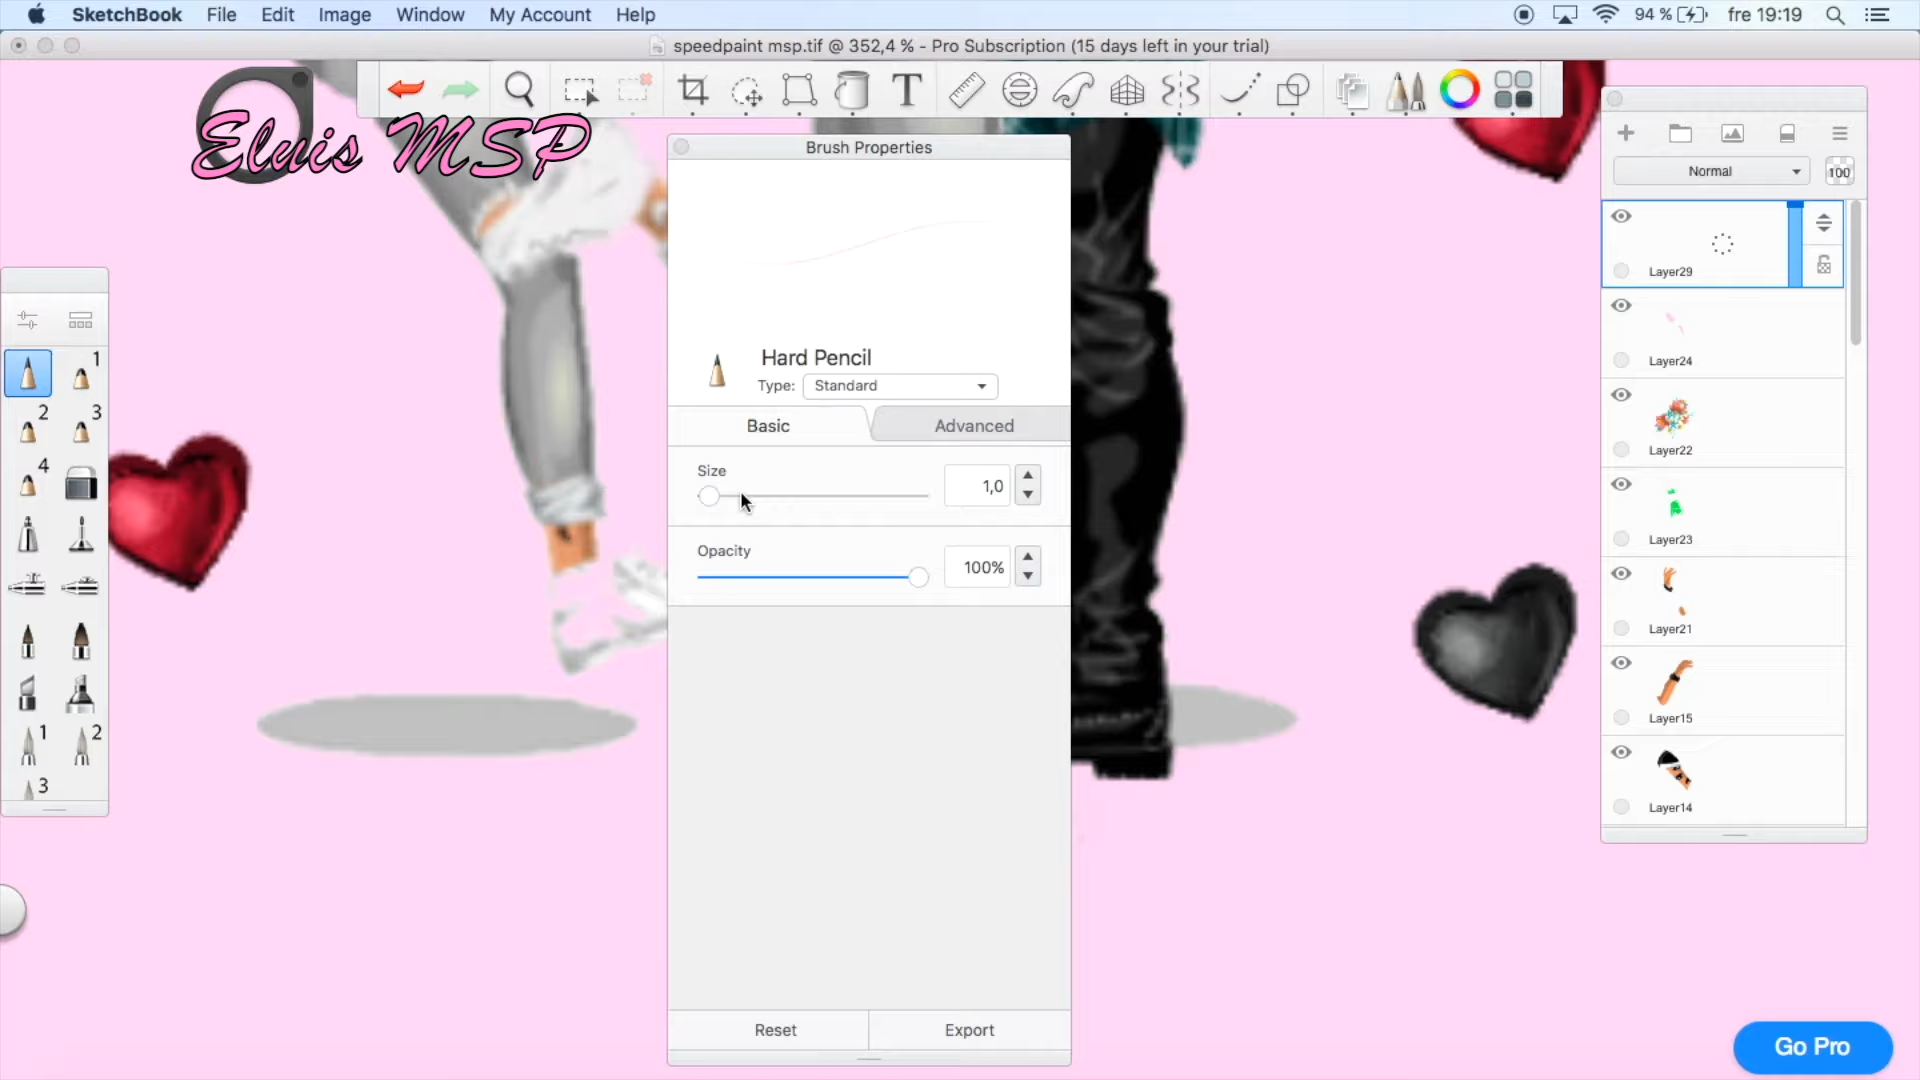 SketchBook File Edit Image Window My Account Help 94 % fre 19:19
speedpaint msp.tif @ 352,4 % - Pro Subscription (15 days left in your trial)
T
Elvis MSP
Brush Properties
Normal 100
Layer29
1
Hard Pencil
Layer24
Type: Standard
2 3
Basic Advanced
Layer22
4
Size
1,0
Layer23
Opacity
100%
Layer21
Layer15
1 2
3
Layer14
Reset Export
Go Pro